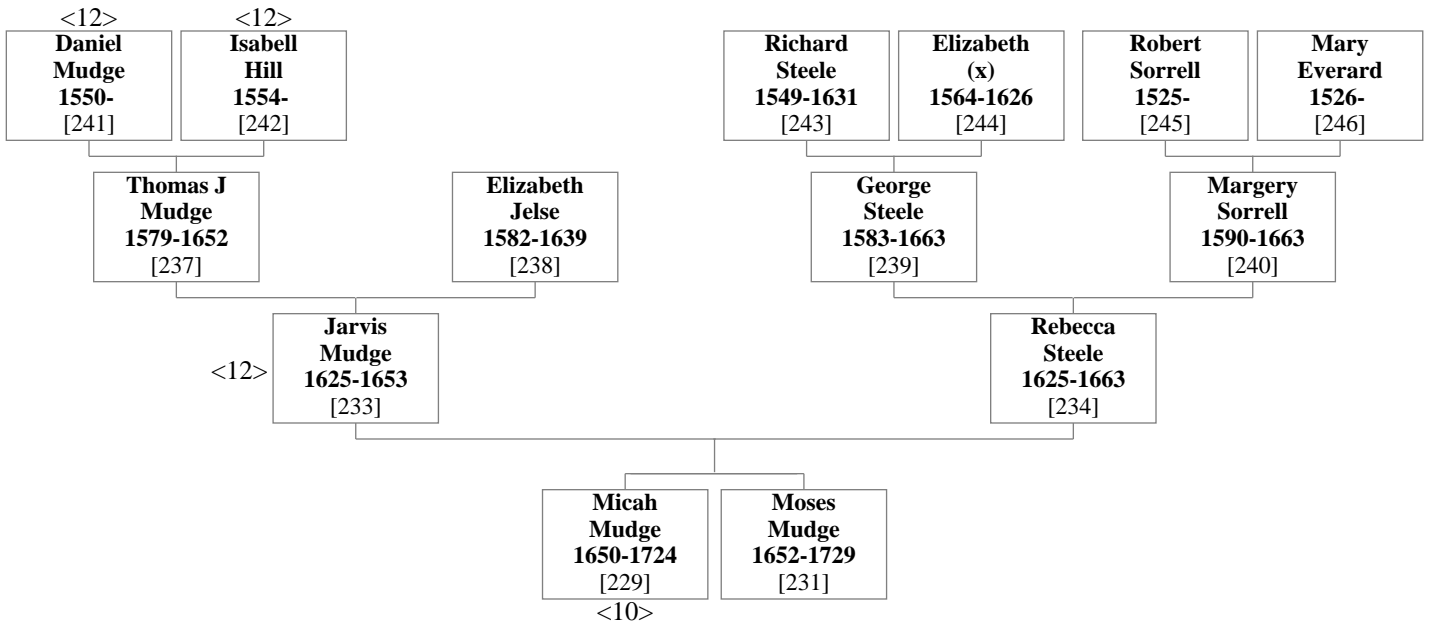 <12>
<12>
Daniel
Mudge
1550-
[241]
Isabell
Hill
1554-
[242]
Richard
Steele
1549-1631
[243]
Elizabeth
(x)
1564-1626
[244]
Robert
Sorrell
1525-
[245]
Mary
Everard
1526-
[246]
Thomas J
Mudge
1579-1652
[237]
Elizabeth
Jelse
1582-1639
[238]
George
Steele
1583-1663
[239]
Margery
Sorrell
1590-1663
[240]
<12>
Jarvis
Mudge
1625-1653
[233]
Rebecca
Steele
1625-1663
[234]
Micah
Mudge
1650-1724
[229]
<10>
Moses
Mudge
1652-1729
[231]